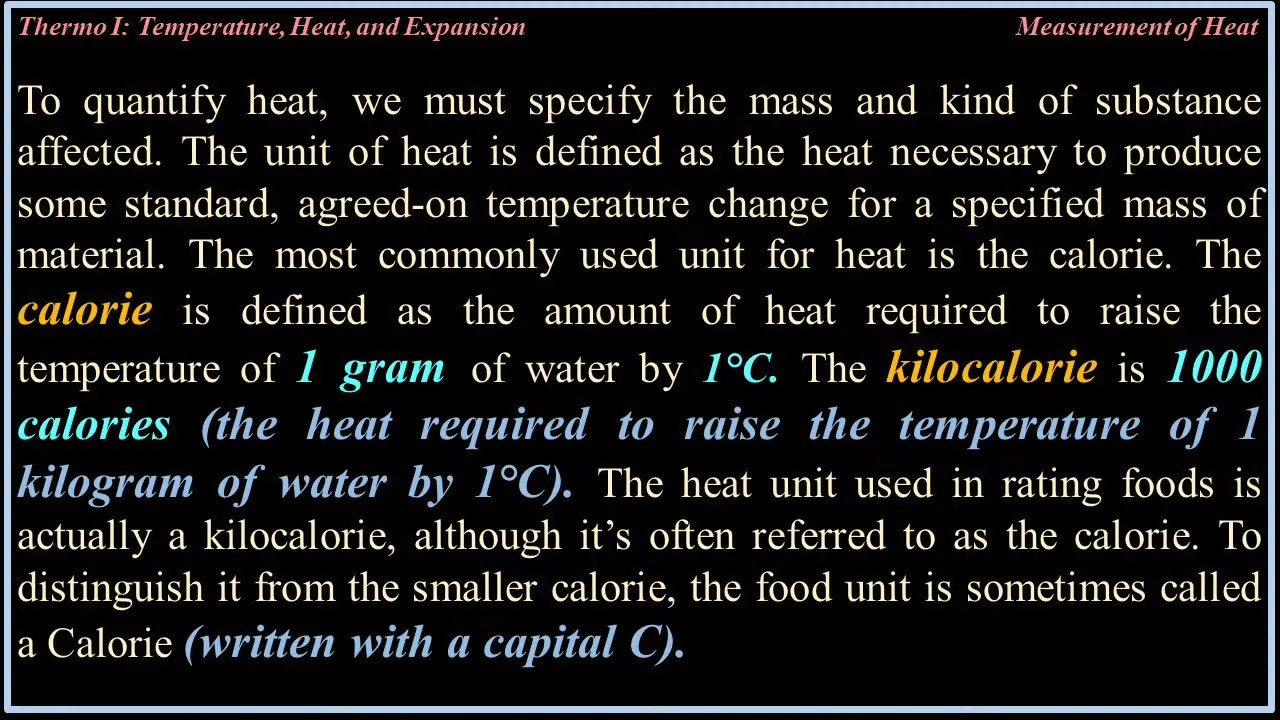 Thermo I: Temperature, Heat, and Expansion
Measurement of Heat
To quantify heat, we must specify the mass and kind of substance
affected. The unit of heat is defined as the heat necessary to produce
some standard, agreed-on temperature change for a specified mass of
material. The most commonly used unit for heat is the calorie. The
calorie is defined as the amount of heat required to raise the
temperature of 1 gram of water by 1°C. The kilocalorie is 1000
calories (the heat required to raise the temperature of 1
kilogram of water by 1°C). The heat unit used in rating foods is
actually a kilocalorie, although it’s often referred to as the calorie. To
distinguish it from the smaller calorie, the food unit is sometimes called
a Calorie (written with a capital C).